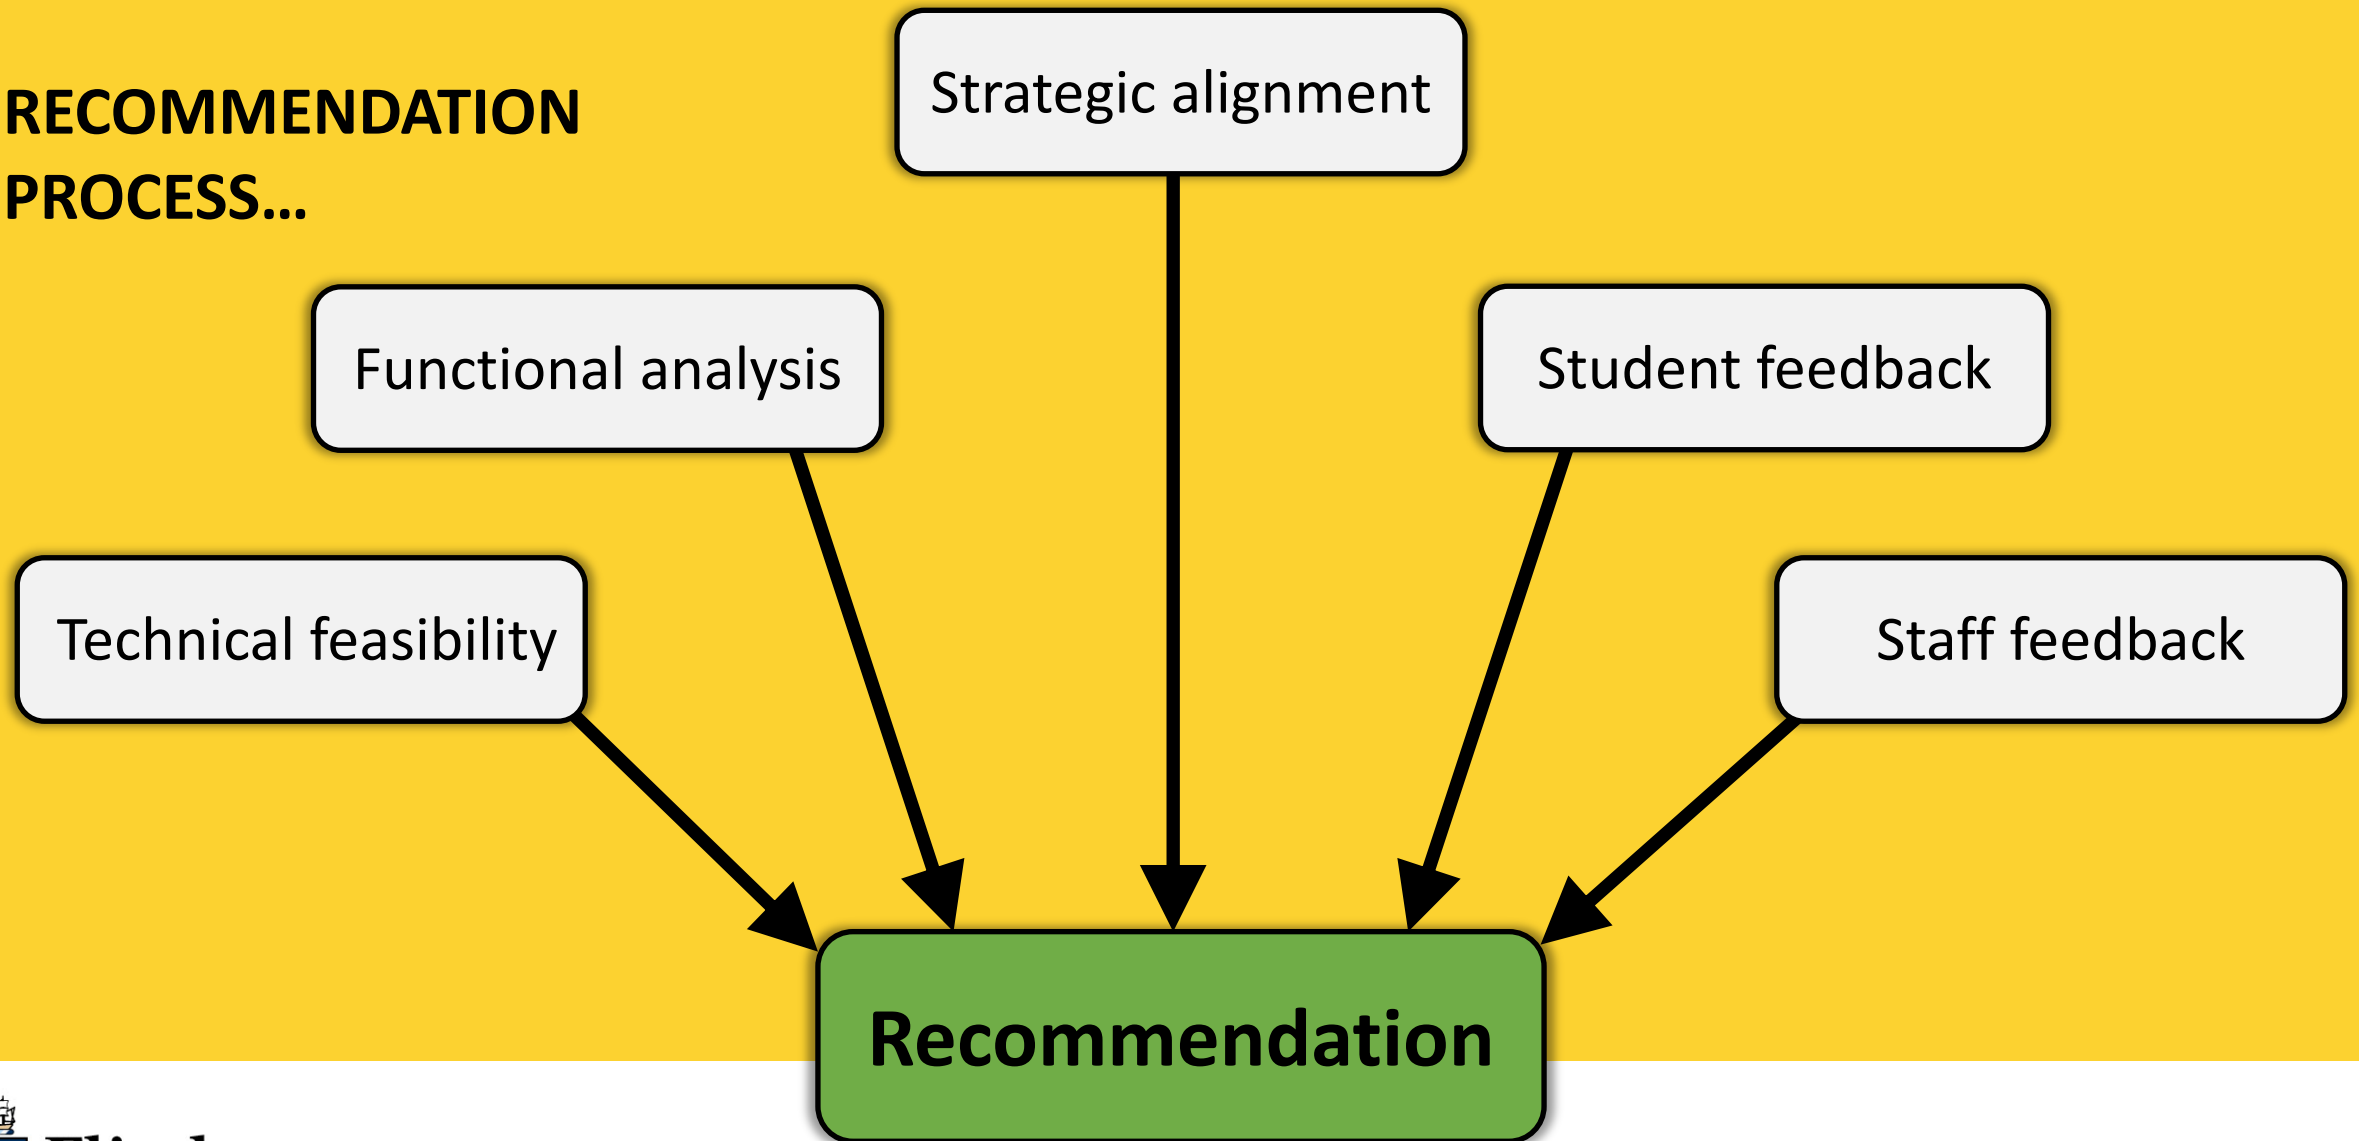 RECOMMENDATION
PROCESS...
Strategic alignment
Functional analysis
Student feedback
Technical feasibility
Staff feedback
Recommendation